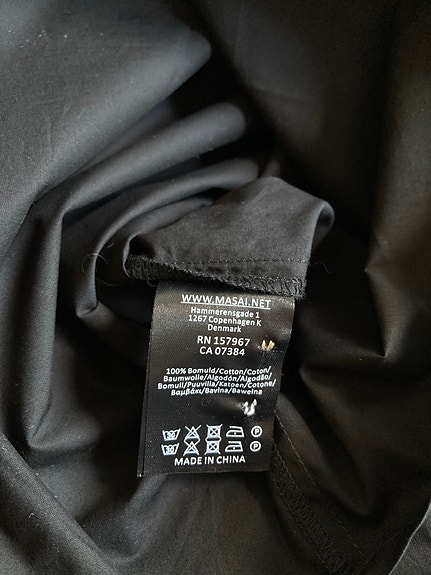 WWW.MASAI.NET
Hammerensgade 1
1267 Copenhagen K
Denmark
RN 157967
CA 07384
100% Bomuld/Cotton/Coton/
Baumwolle/Algodón/Algodão/
Bomull/Puuvilla/Katoen/Cotone/
Βαμβάκι/Bavlna/Bawełna
MADE IN CHINA